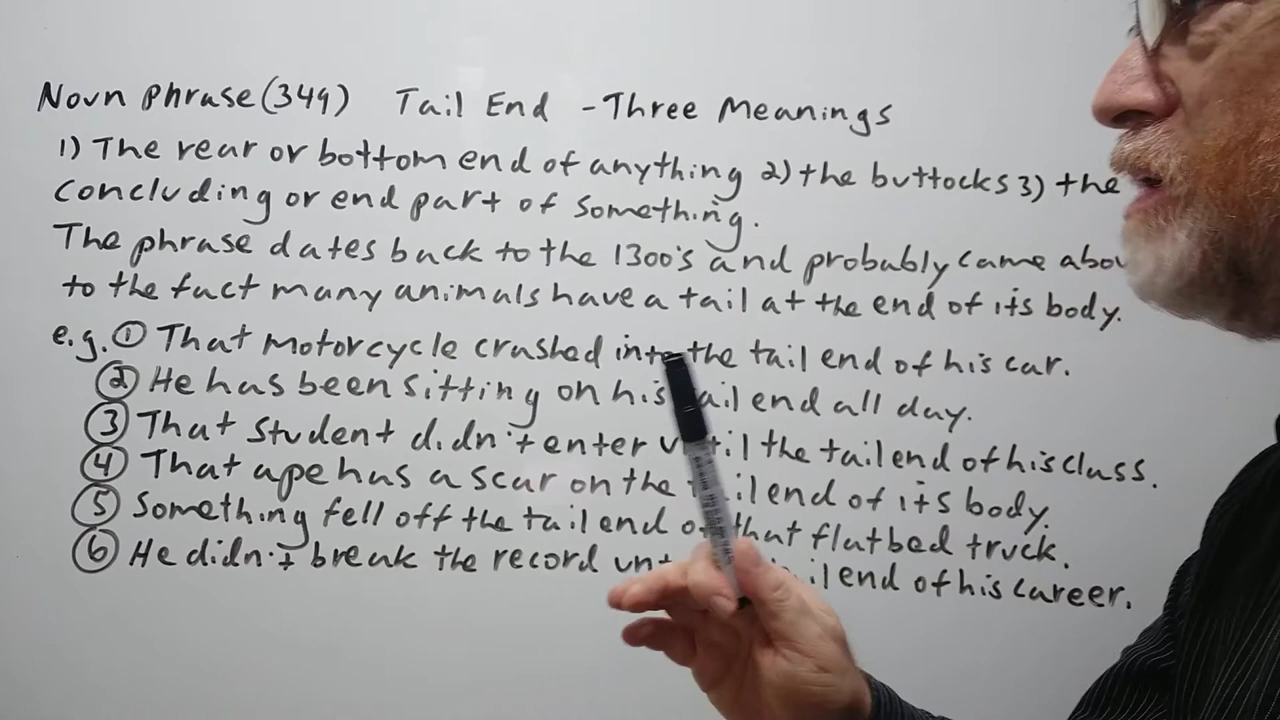 Noun Phrase (349) Tail End - Three Meanings
1) The rear or bottom end of anything 2) the buttocks 3) the
concluding or end part of something.
The phrase dates back to the 1300's and probably came
to the fact many animals have a tail at the end of its body.
e.g. ① That motorcycle crashed into the tail end of his car.
② He has been sitting on his tail end all day.
③ That student didn't enter until the tail end of his class.
④ That ape has a scar on the tail end of its body.
⑤ Something fell off the tail end of that flatbed truck.
⑥ He didn't break the record end of his career.